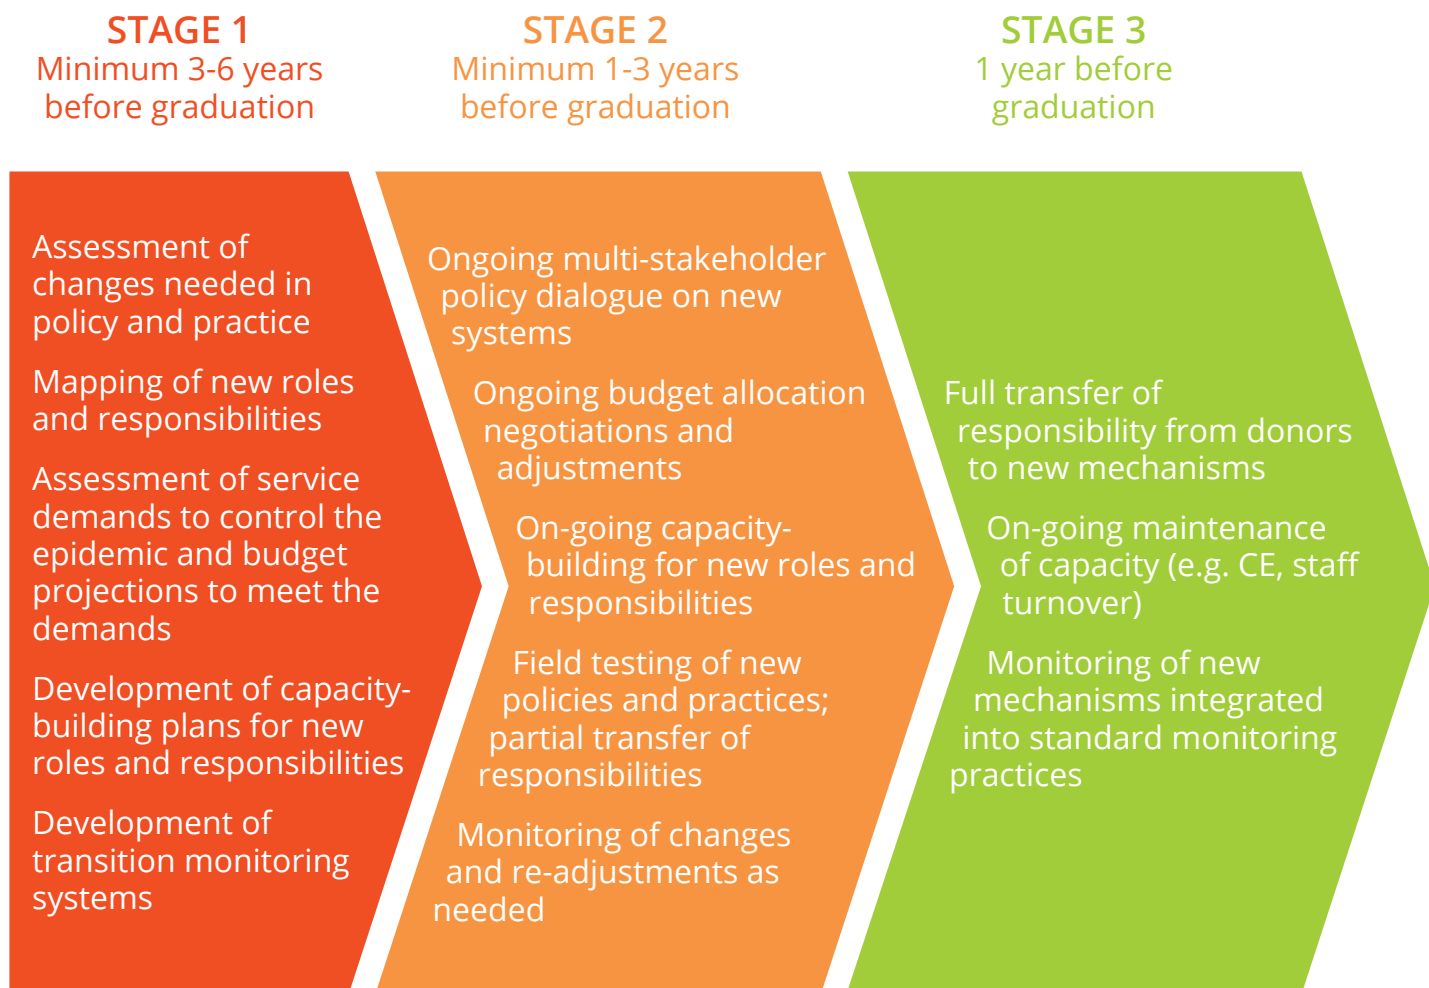 STAGE 1
Minimum 3-6 years
before graduation
STAGE 2
Minimum 1-3 years
before graduation
STAGE 3
1 year before
graduation
Assessment of
changes needed in
policy and practice
Mapping of new roles
and responsibilities
Assessment of service
demands to control the
epidemic and budget
projections to meet the
demands
Development of capacity-
building plans for new
roles and responsibilities
Development of
transition monitoring
systems
Ongoing multi-stakeholder
policy dialogue on new
systems
Ongoing budget allocation
negotiations and
adjustments
On-going capacity-
building for new roles and
responsibilities
Field testing of new
policies and practices;
partial transfer of
responsibilities
Monitoring of changes
and re-adjustments as
needed
Full transfer of
responsibility from donors
to new mechanisms
On-going maintenance
of capacity (e.g. CE, staff
turnover)
Monitoring of new
mechanisms integrated
into standard monitoring
practices